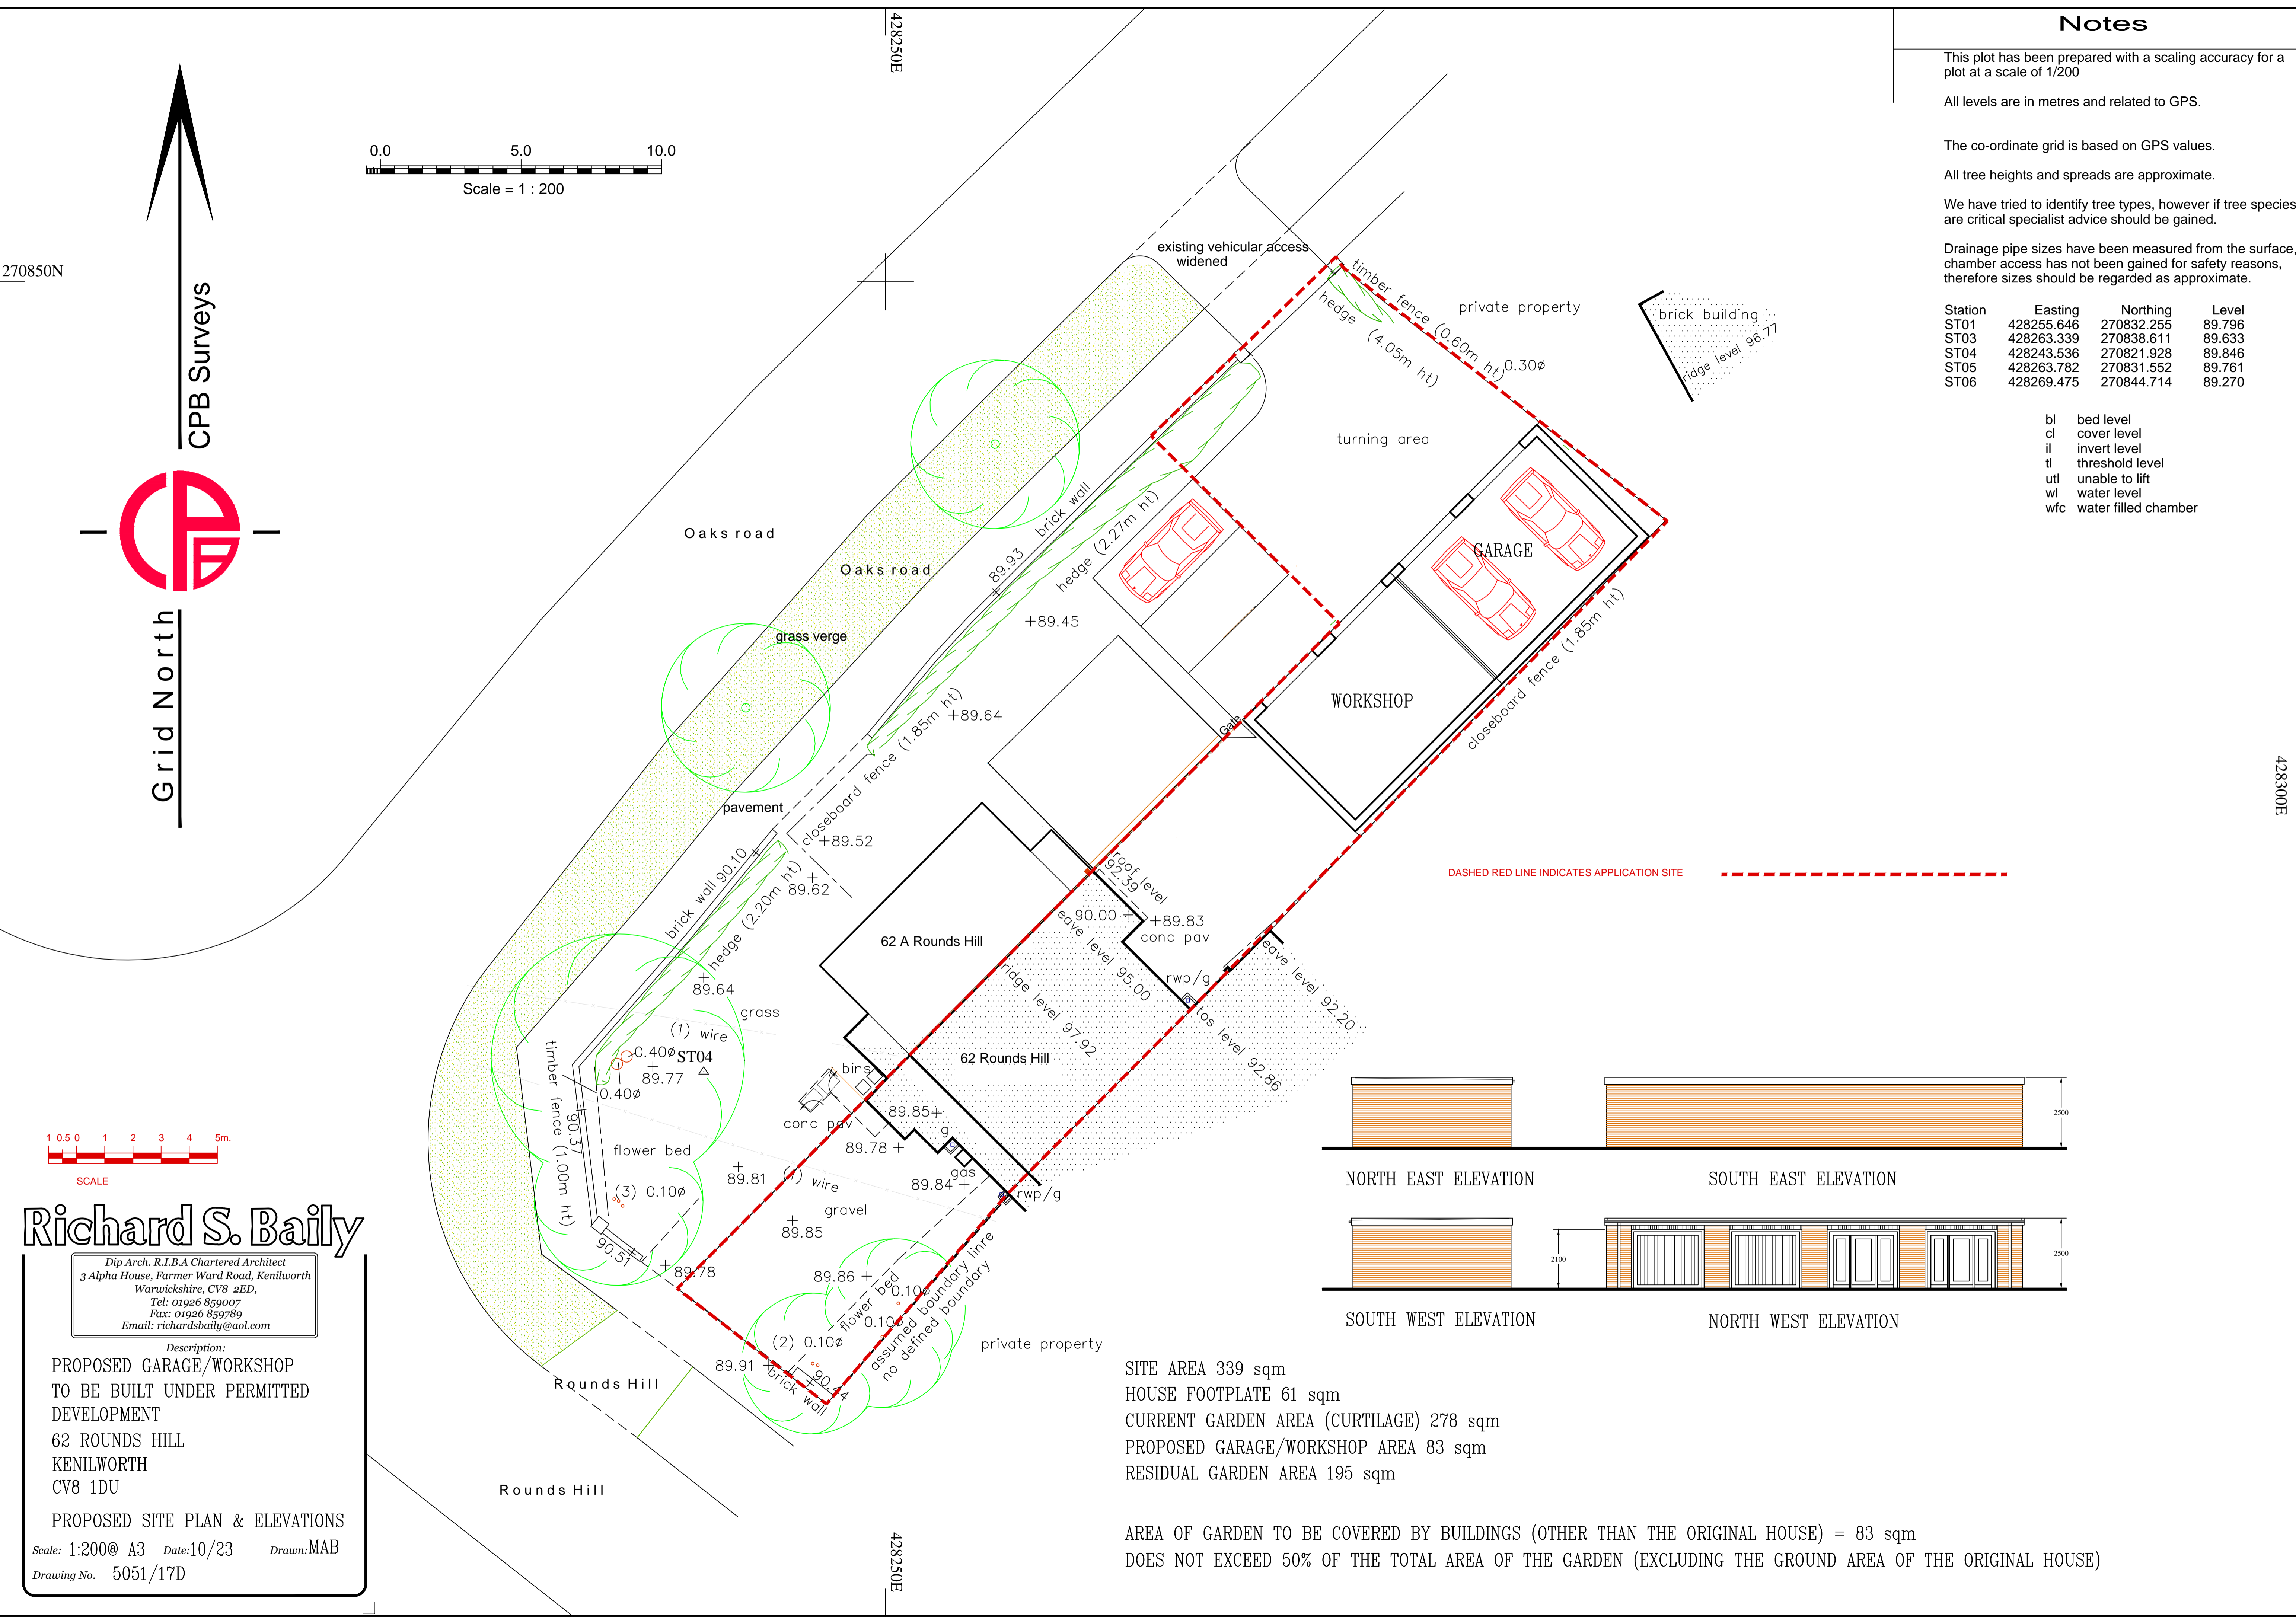 Notes
This plot has been prepared with a scaling accuracy for a
plot at a scale of 1/200
All levels are in metres and related to GPS.
The co-ordinate grid is based on GPS values.
All tree heights and spreads are approximate.
We have tried to identify tree types, however if tree species
are critical specialist advice should be gained.
Drainage pipe sizes have been measured from the surface,
chamber access has not been gained for safety reasons,
therefore sizes should be regarded as approximate.
Station Easting Northing Level
ST01 428255.646 270832.255 89.796
ST03 428263.339 270838.611 89.633
ST04 428243.536 270821.928 89.846
ST05 428263.782 270831.552 89.761
ST06 428269.475 270844.714 89.270
bl bed level
cl cover level
il invert level
tl threshold level
utl unable to lift
wl water level
wfc water filled chamber
428250E
270850N
428300E
428250E
CPB Surveys
Grid North
0.0 5.0 10.0
Scale = 1 : 200
existing vehicular access
widened
timber fence (0.60m ht)
hedge (4.05m ht)
0.30ø
private property
brick building
ridge level 96.77
turning area
Oaks road
Oaks road
grass verge
pavement
89.93
brick wall
hedge (2.27m ht)
+89.45
+89.64
closeboard fence (1.85m ht)
+89.52
89.62
GARAGE
WORKSHOP
closeboard fence (1.85m ht)
Gate
brick wall 90.10
hedge (2.20m ht)
89.64
grass
(1) wire
0.40ø
ST04
89.77
0.40ø
timber fence (1.00m ht)
90.37
flower bed
(3) 0.10ø
90.51
89.78
62 A Rounds Hill
62 Rounds Hill
roof level
92.39
90.00
+89.83
conc pav
eave level 95.00
ridge level 97.92
rwp/g
eave level 92.20
tos level 92.86
bins
conc pav
89.85+
g
89.78 +
gas
89.84 +
rwp/g
89.81
(1) wire
gravel
89.85
89.86 +
flower bed
0.10ø
0.10ø
(2) 0.10ø
assumed boundary linre
no defined boundary
89.91 +
90.44
brick wall
private property
Rounds Hill
Rounds Hill
DASHED RED LINE INDICATES APPLICATION SITE
2500
NORTH EAST ELEVATION
SOUTH EAST ELEVATION
2100
2500
SOUTH WEST ELEVATION
NORTH WEST ELEVATION
SITE AREA 339 sqm
HOUSE FOOTPLATE 61 sqm
CURRENT GARDEN AREA (CURTILAGE) 278 sqm
PROPOSED GARAGE/WORKSHOP AREA 83 sqm
RESIDUAL GARDEN AREA 195 sqm
AREA OF GARDEN TO BE COVERED BY BUILDINGS (OTHER THAN THE ORIGINAL HOUSE) = 83 sqm
DOES NOT EXCEED 50% OF THE TOTAL AREA OF THE GARDEN (EXCLUDING THE GROUND AREA OF THE ORIGINAL HOUSE)
1 0.5 0 1 2 3 4 5m.
SCALE
Richard S. Baily
Dip Arch. R.I.B.A Chartered Architect
3 Alpha House, Farmer Ward Road, Kenilworth
Warwickshire, CV8 2ED,
Tel: 01926 859007
Fax: 01926 859789
Email: richardsbaily@aol.com
Description:
PROPOSED GARAGE/WORKSHOP
TO BE BUILT UNDER PERMITTED
DEVELOPMENT
62 ROUNDS HILL
KENILWORTH
CV8 1DU
PROPOSED SITE PLAN & ELEVATIONS
Scale: 1:200@ A3 Date:10/23 Drawn:MAB
Drawing No. 5051/17D